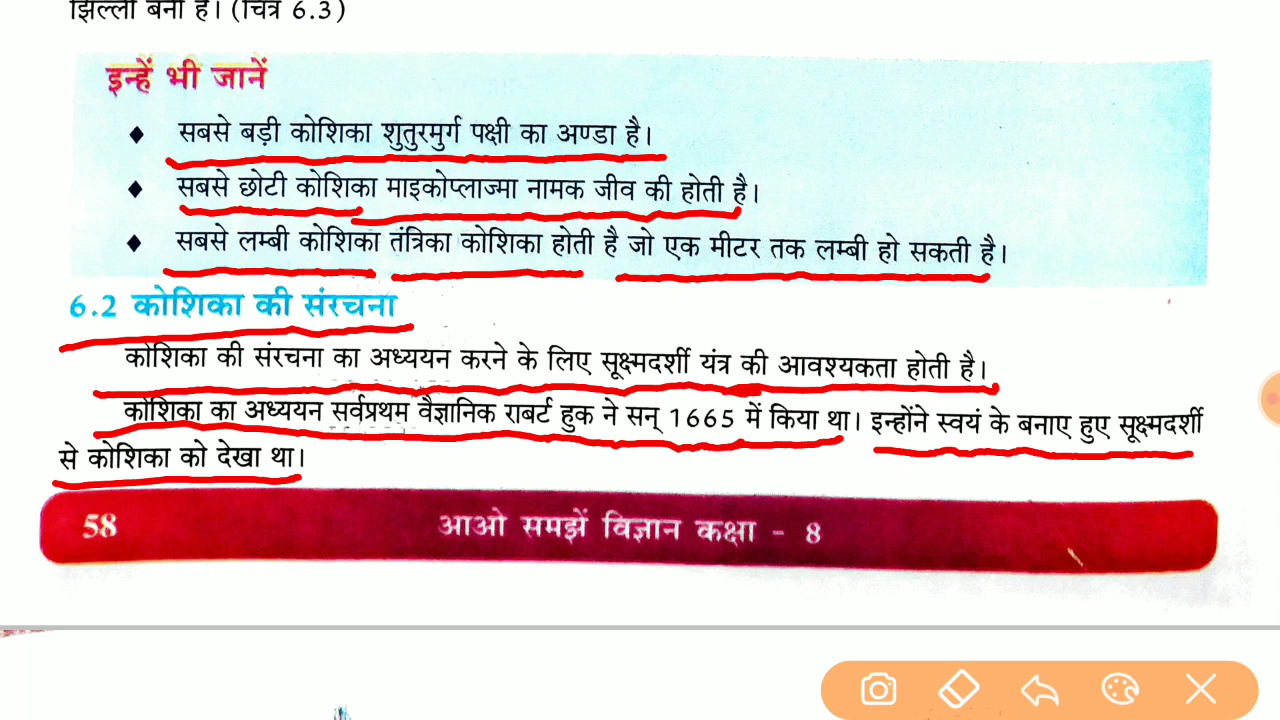 झिल्ली बनी है। (चित्र 6.3)
इन्हें भी जानें
♦ सबसे बड़ी कोशिका शुतुरमुर्ग पक्षी का अण्डा है।
♦ सबसे छोटी कोशिका माइकोप्लाज्मा नामक जीव की होती है।
♦ सबसे लम्बी कोशिका तंत्रिका कोशिका होती है जो एक मीटर तक लम्बी हो सकती है।
6.2 कोशिका की संरचना
कोशिका की संरचना का अध्ययन करने के लिए सूक्ष्मदर्शी यंत्र की आवश्यकता होती है।
कोशिका का अध्ययन सर्वप्रथम वैज्ञानिक राबर्ट हुक ने सन् 1665 में किया था। इन्होंने स्वयं के बनाए हुए सूक्ष्मदर्शी
से कोशिका को देखा था।
58 आओ समझें विज्ञान कक्षा - 8